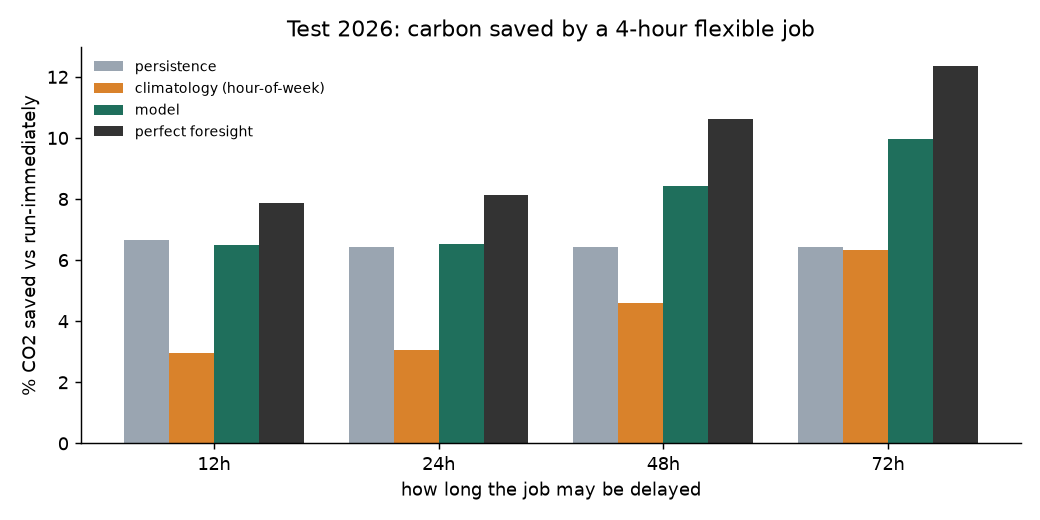 Test 2026: carbon saved by a 4-hour flexible job
% CO2 saved vs run-immediately
persistence
climatology (hour-of-week)
model
perfect foresight
12
10
8
6
4
2
0
12h
24h
48h
72h
how long the job may be delayed